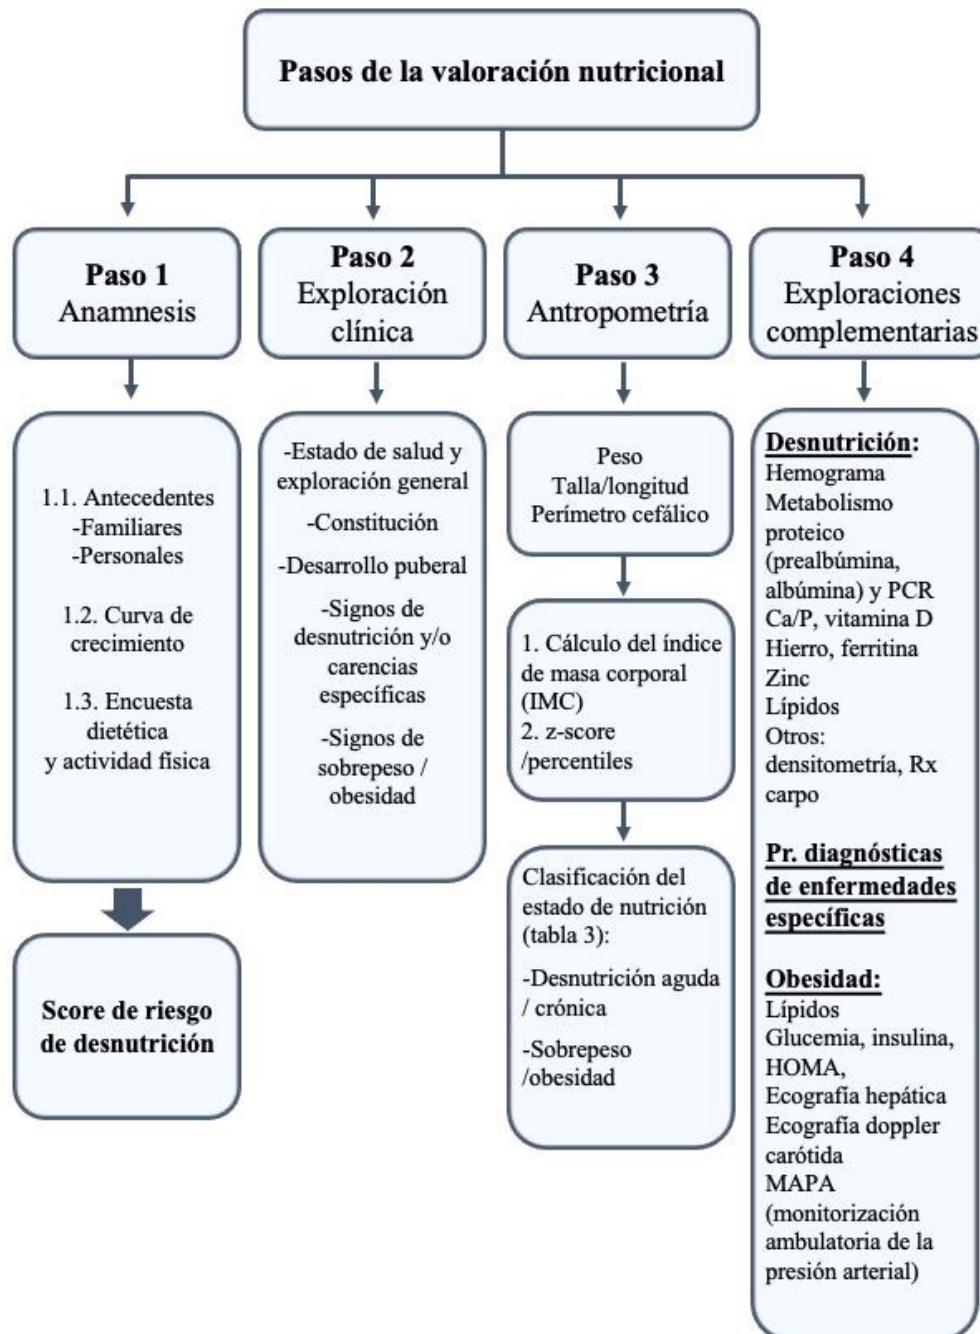 Pasos de la valoración nutricional
Paso 1
Anamnesis
Paso 2
Exploración
clínica
Paso 3
Antropometría
Paso 4
Exploraciones
complementarias
1.1. Antecedentes
-Familiares
-Personales
1.2. Curva de
crecimiento
1.3. Encuesta
dietética
y actividad física
Score de riesgo
de desnutrición
-Estado de salud y
exploración general
-Constitución
-Desarrollo puberal
-Signos de
desnutrición y/o
carencias
específicas
-Signos de
sobrepeso /
obesidad
Peso
Talla/longitud
Perímetro cefálico
1. Cálculo del índice
de masa corporal
(IMC)
2. z-score
/percentiles
Clasificación del
estado de nutrición
(tabla 3):
-Desnutrición aguda
/ crónica
-Sobrepeso
/obesidad
Desnutrición:
Hemograma
Metabolismo
proteico
(prealbúmina,
albúmina) y PCR
Ca/P, vitamina D
Hierro, ferritina
Zinc
Lípidos
Otros:
densitometría, Rx
carpo
Pr. diagnósticas
de enfermedades
específicas
Obesidad:
Lípidos
Glucemia, insulina,
HOMA,
Ecografía hepática
Ecografía doppler
carótida
MAPA
(monitorización
ambulatoria de la
presión arterial)